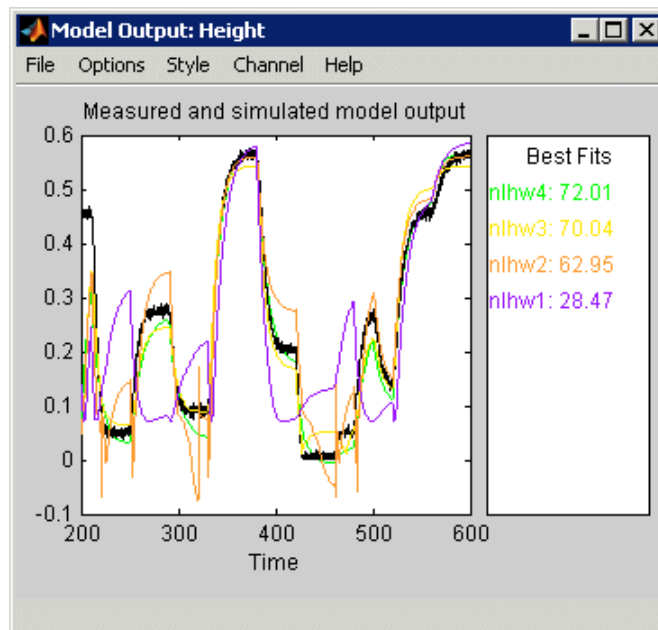 Model Output: Height
File Options Style Channel Help
Measured and simulated model output
0.6
0.5
0.4
0.3
0.2
0.1
0
-0.1
200 300 400 500 600
Time
Best Fits
nlhw4: 72.01
nlhw3: 70.04
nlhw2: 62.95
nlhw1: 28.47